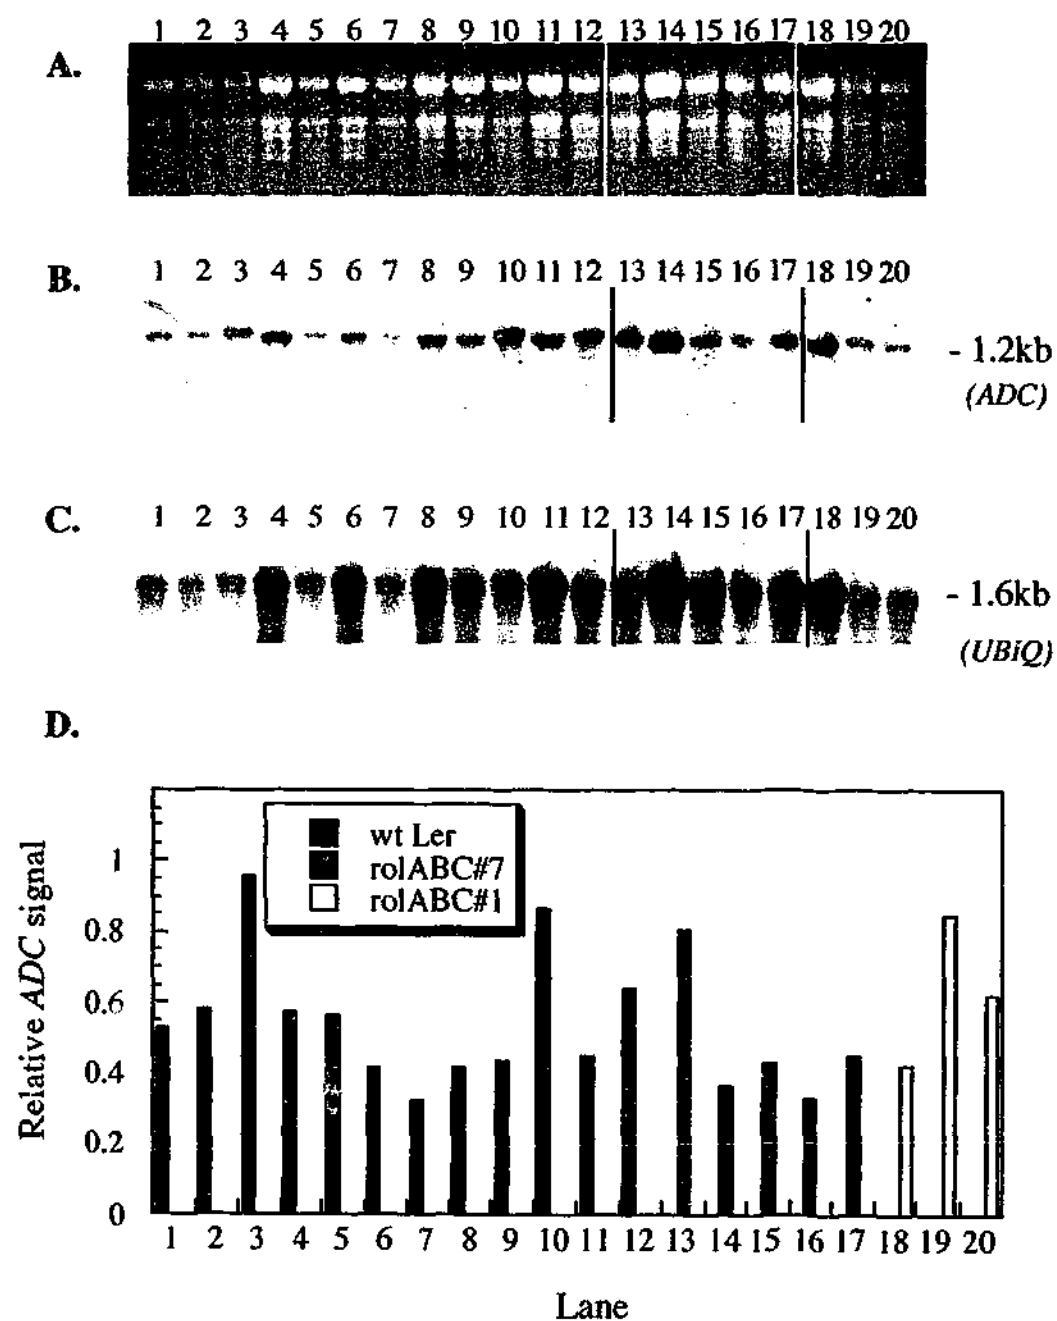 1 2 3 4 5 6 7 8 9 10 11 12 13 14 15 16 17 18 19 20
A.
B.
1 2 3 4 5 6 7 8 9 10 11 12 13 14 15 16 17 18 19 20
- 1.2kb
(ADC)
C.
1 2 3 4 5 6 7 8 9 10 11 12 13 14 15 16 17 18 19 20
- 1.6kb
(UBiQ)
D.
wt Ler
rolABC#7
rolABC#1
Relative ADC signal
1
0.8
0.6
0.4
0.2
0
1 2 3 4 5 6 7 8 9 10 11 12 13 14 15 16 17 18 19 20
Lane